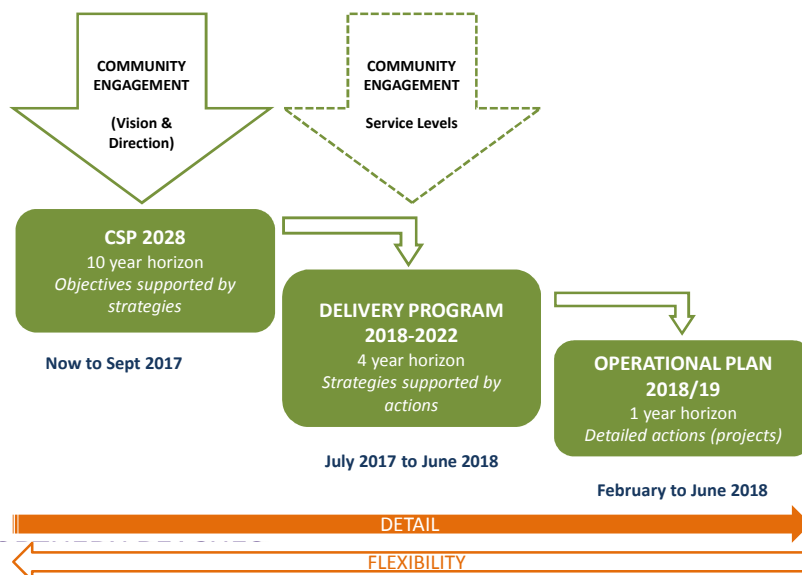 COMMUNITY
ENGAGEMENT
(Vision &
Direction)
COMMUNITY
ENGAGEMENT
Service Levels
CSP 2028
10 year horizon
Objectives supported by
strategies
Now to Sept 2017
DELIVERY PROGRAM
2018-2022
4 year horizon
Strategies supported by
actions
July 2017 to June 2018
OPERATIONAL PLAN
2018/19
1 year horizon
Detailed actions (projects)
February to June 2018
DETAIL
FLEXIBILITY